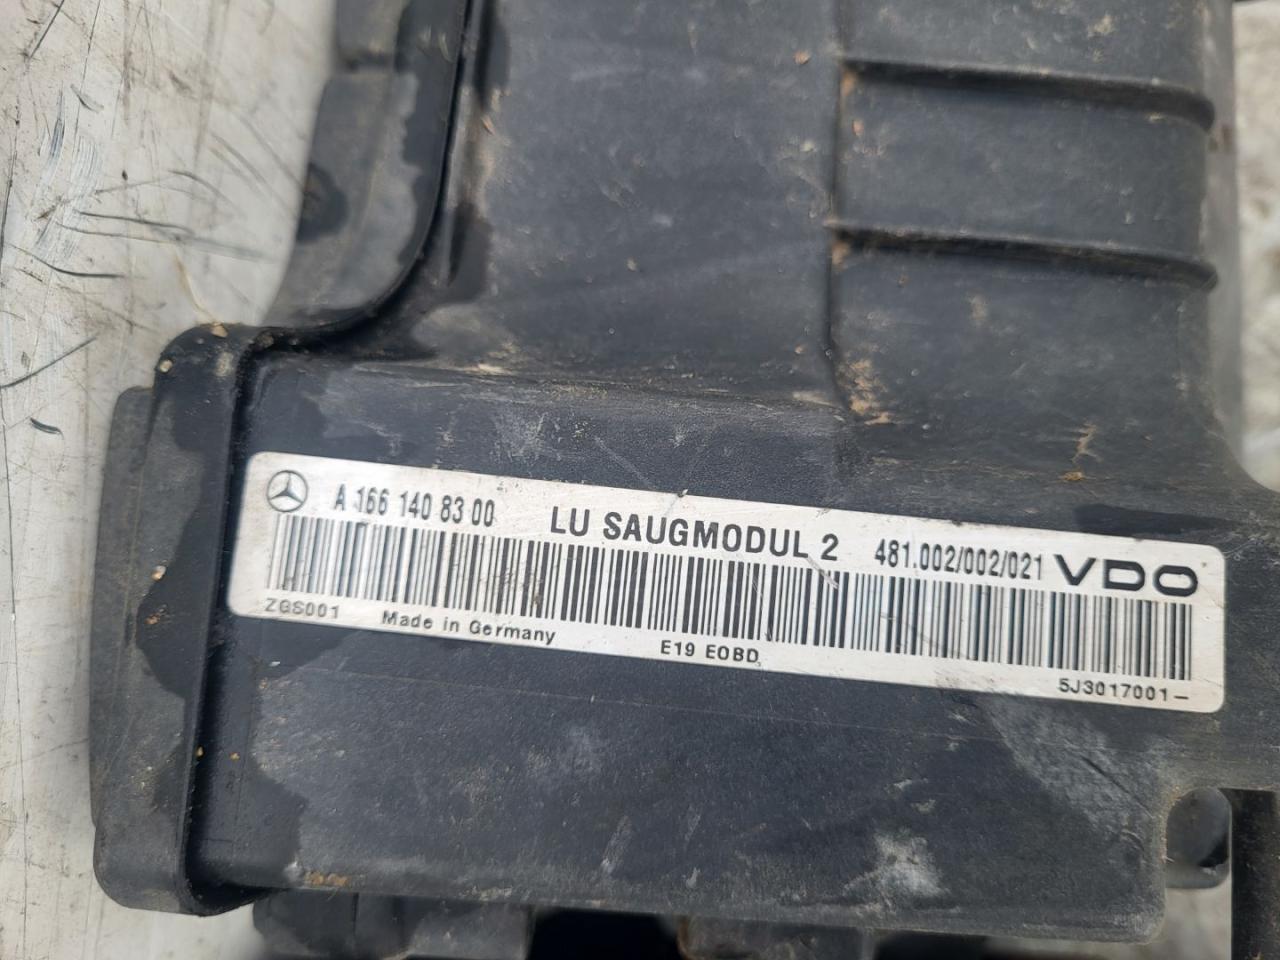 A 166 140 83 00 LU SAUGMODUL 2 481.002/002/021 VDO
ZGS001 Made in Germany E19 EOBD 5J3017001-